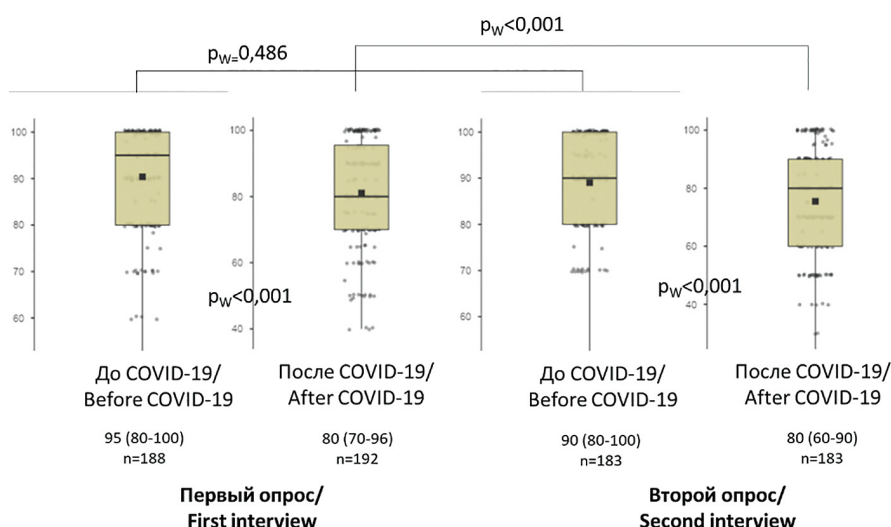 pW<0,001
pW=0,486
100
90
80
70
60
100
80
60
40
100
90
80
70
60
100
80
60
40
pW<0,001
pW<0,001
До COVID-19/
Before COVID-19
После COVID-19/
After COVID-19
До COVID-19/
Before COVID-19
После COVID-19/
After COVID-19
95 (80-100)
n=188
80 (70-96)
n=192
90 (80-100)
n=183
80 (60-90)
n=183
Первый опрос/
First interview
Второй опрос/
Second interview